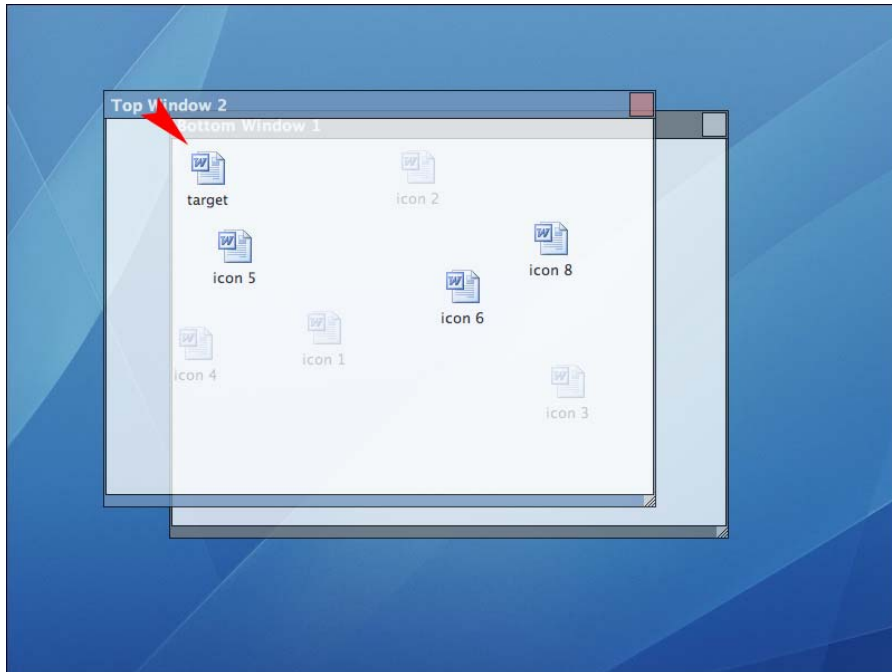 Top Window 2
Bottom Window 1
target
icon 2
icon 5
icon 8
icon 6
icon 1
icon 4
icon 3